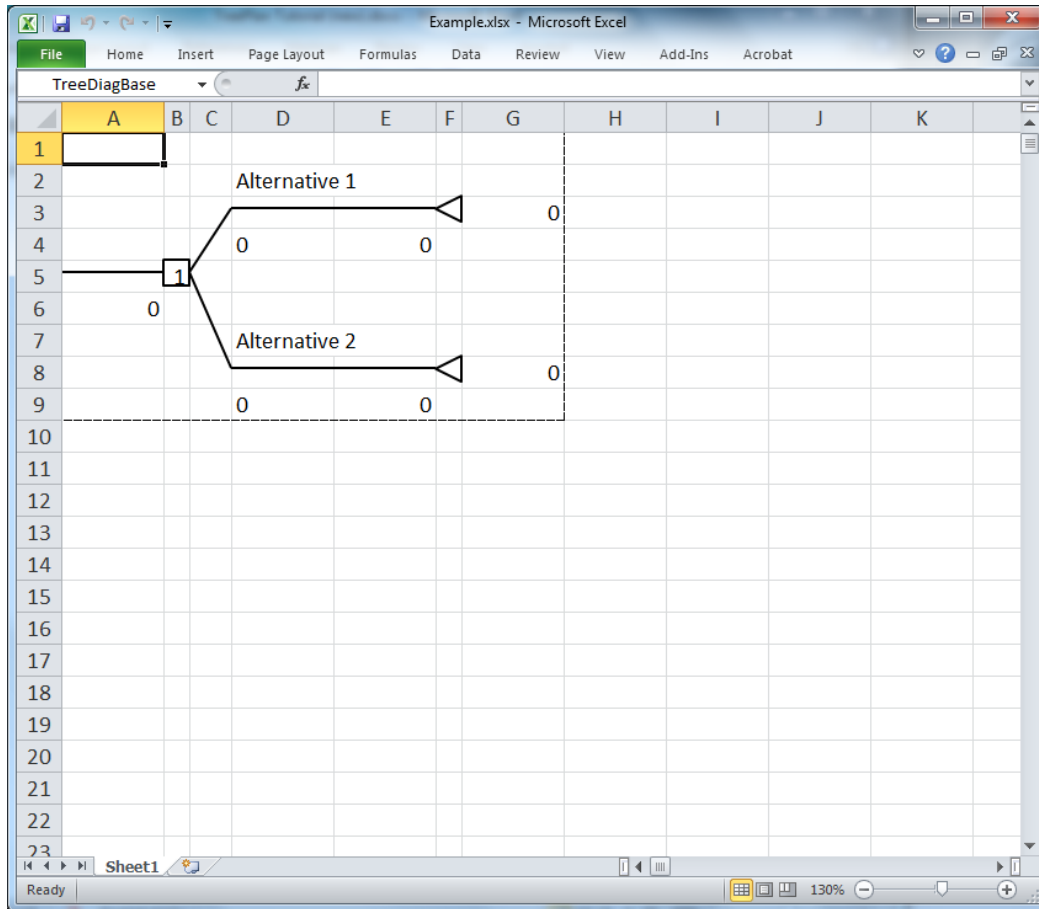 Example.xlsx - Microsoft Excel
File Home Insert Page Layout Formulas Data Review View Add-Ins Acrobat
TreeDiagBase fx
A B C D E F G H I J K
1
2 Alternative 1
3 0
4 0 0
5 1
6 0
7 Alternative 2
8 0
9 0 0
10
11
12
13
14
15
16
17
18
19
20
21
22
23
Sheet1
Ready 130%